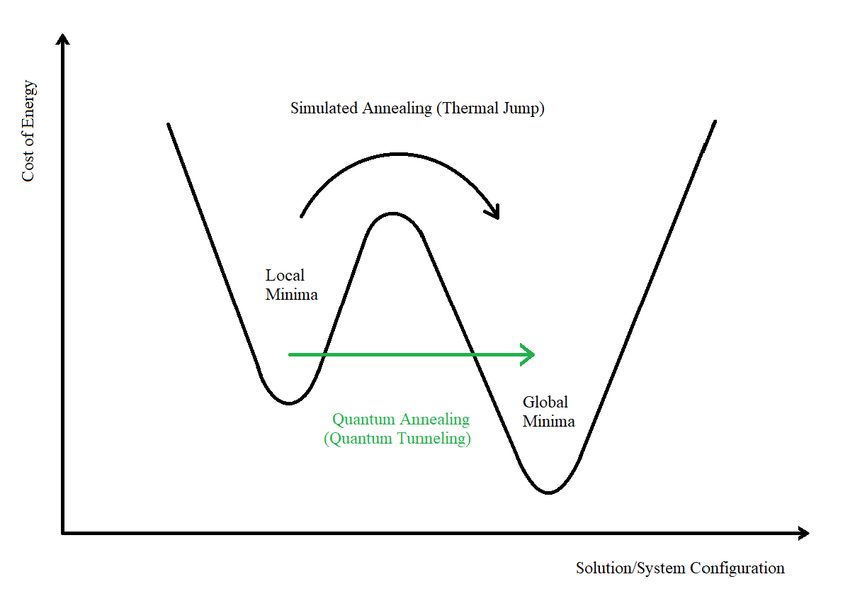 Simulated Annealing (Thermal Jump)
Cost of Energy
Local
Minima
Global
Minima
Quantum Annealing
(Quantum Tunneling)
Solution/System Configuration